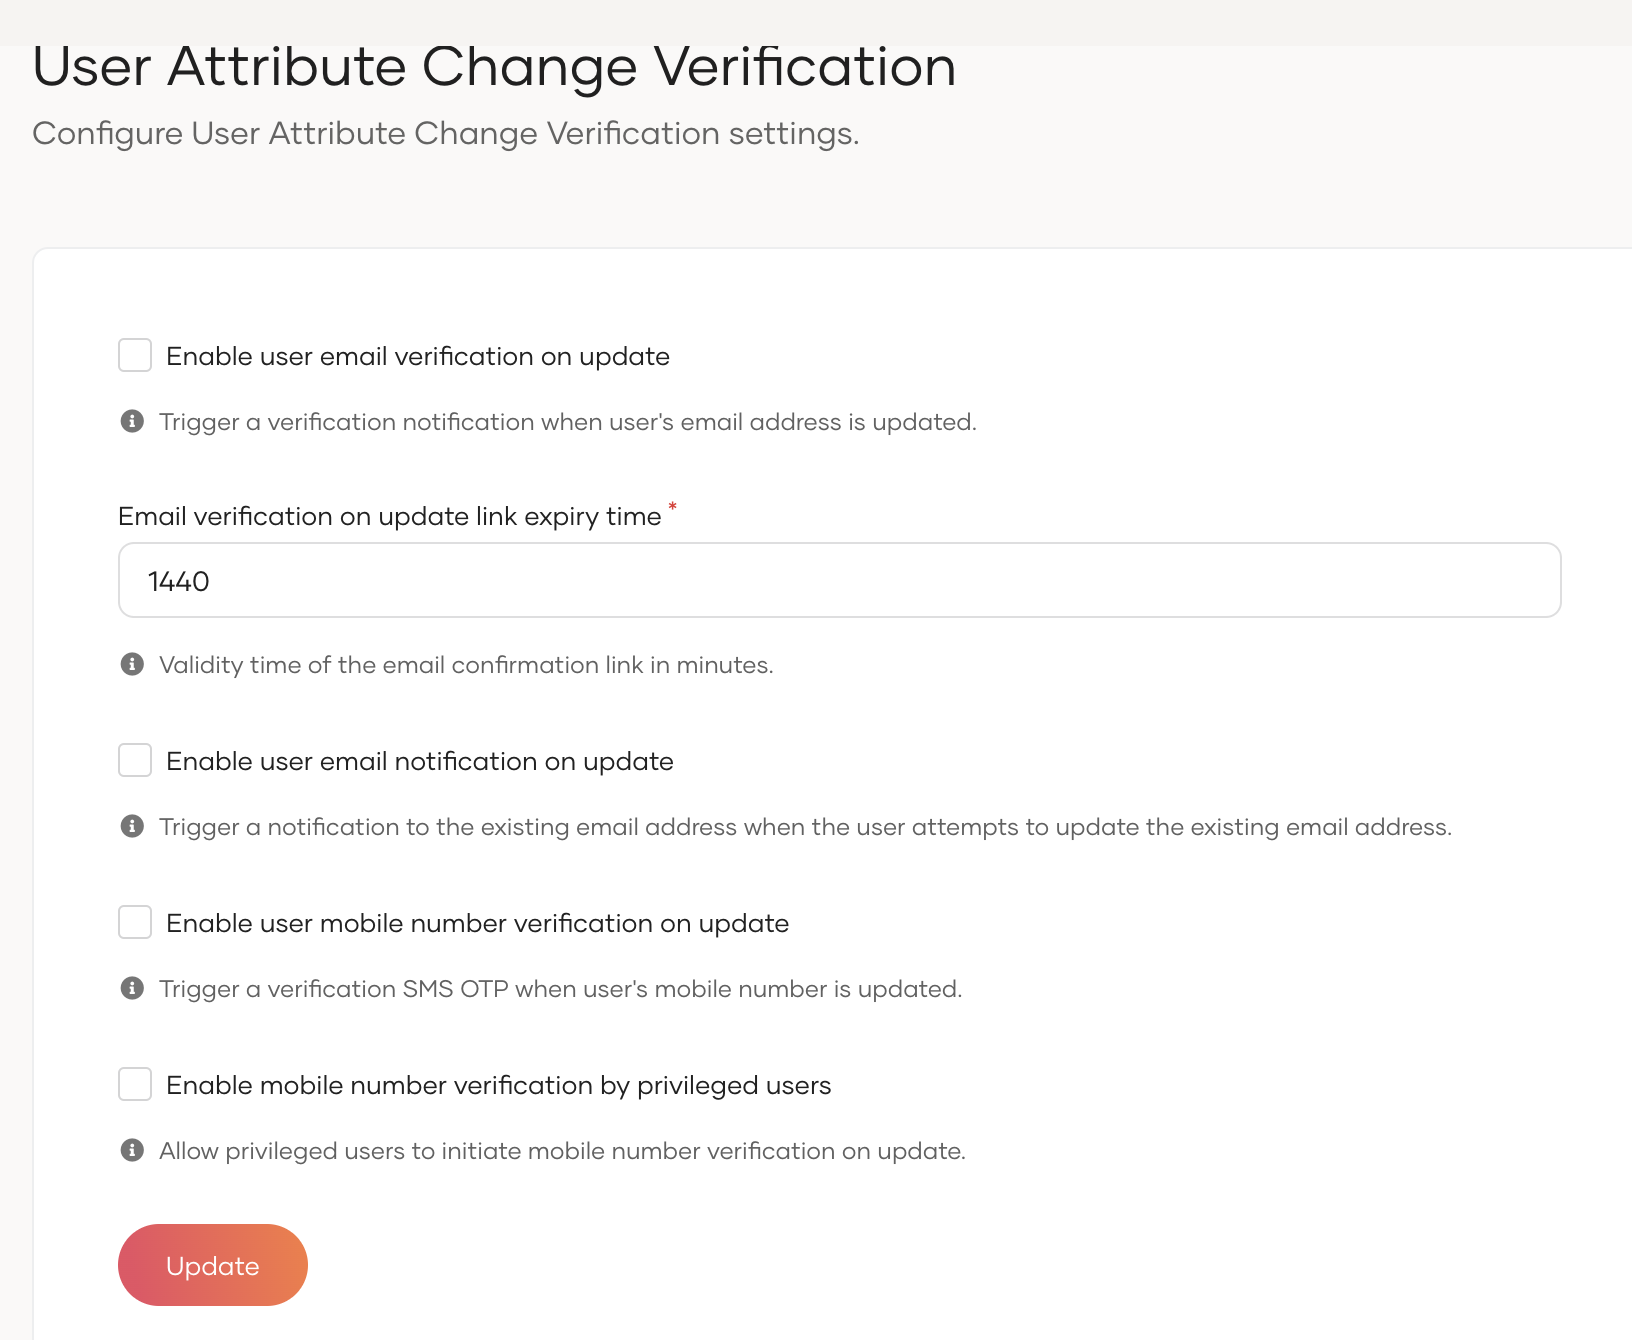 User Attribute Change Verification
Configure User Attribute Change Verification settings.
Enable user email verification on update
Trigger a verification notification when user's email address is updated.
Email verification on update link expiry time *
1440
Validity time of the email confirmation link in minutes.
Enable user email notification on update
Trigger a notification to the existing email address when the user attempts to update the existing email address.
Enable user mobile number verification on update
Trigger a verification SMS OTP when user's mobile number is updated.
Enable mobile number verification by privileged users
Allow privileged users to initiate mobile number verification on update.
Update